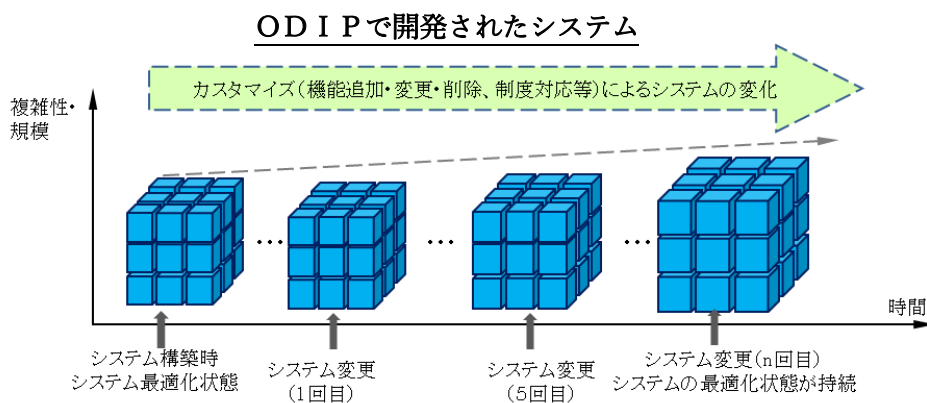 ＯＤＩＰで開発されたシステム
カスタマイズ(機能追加・変更・削除、制度対応等)によるシステムの変化
複雑性・
規模
…
…
…
時間
システム構築時
システム最適化状態
システム変更
(1回目)
システム変更
(5回目)
システム変更(n回目)
システムの最適化状態が持続